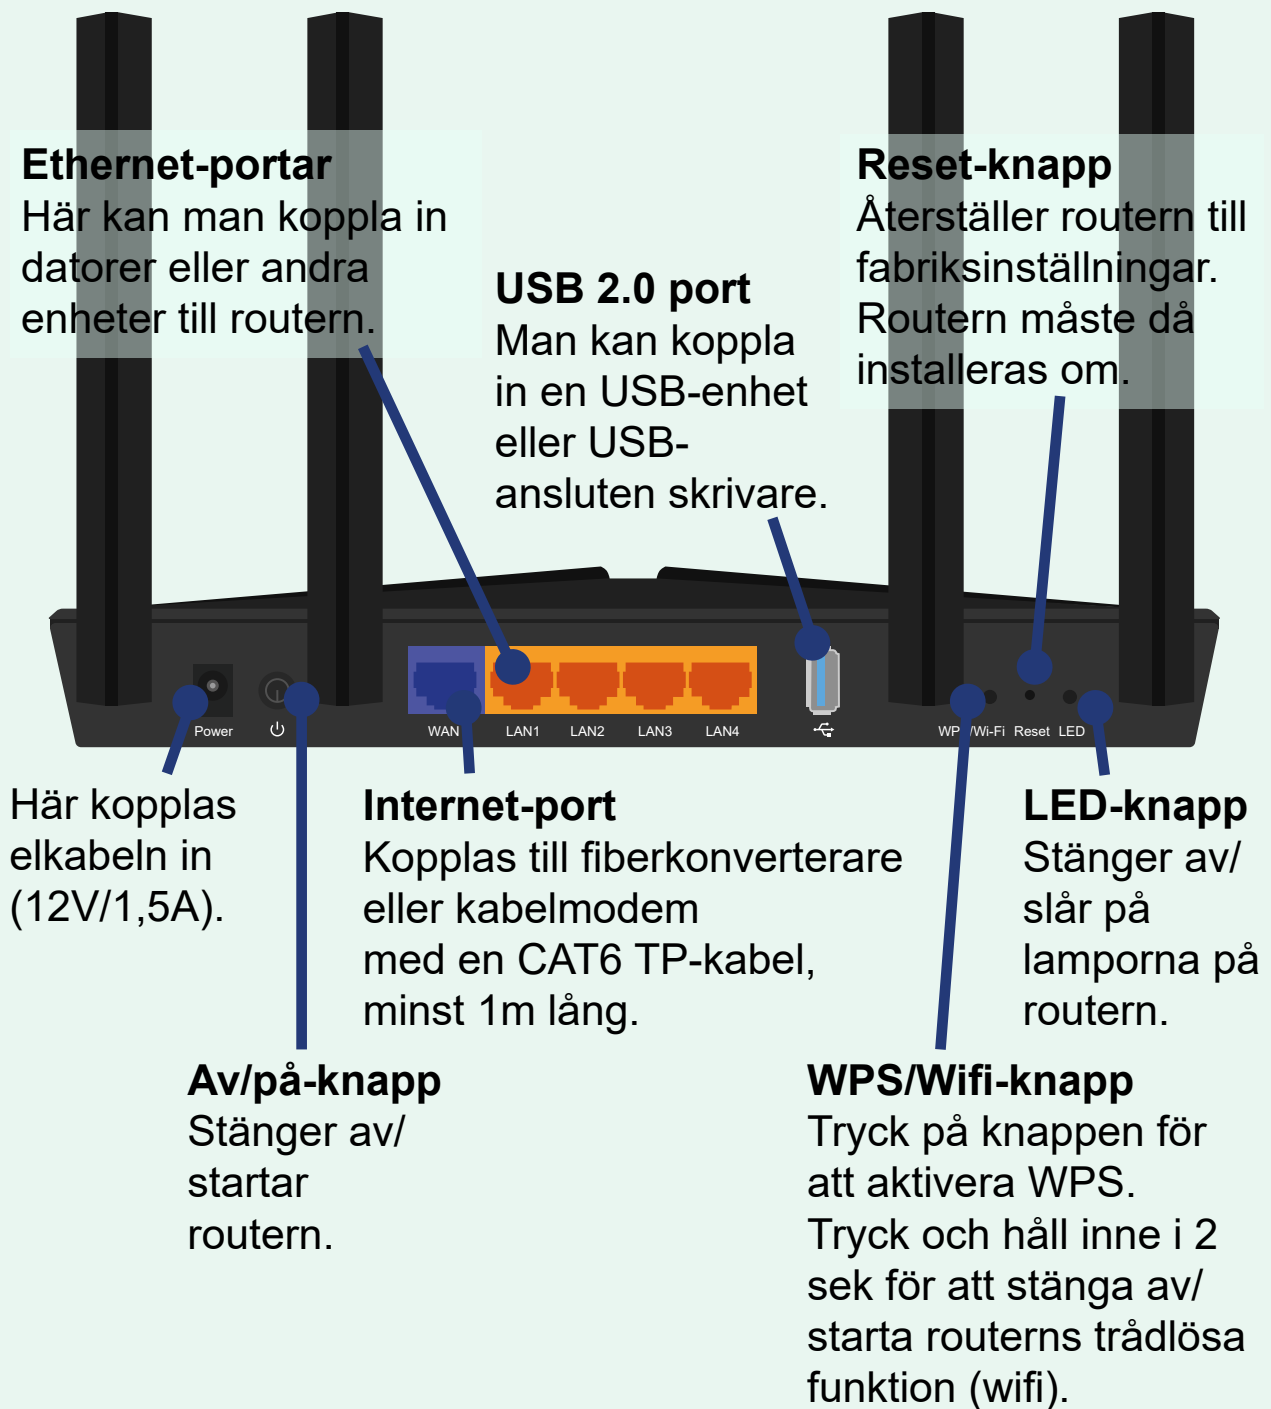 Ethernet-portar
Här kan man koppla in
datorer eller andra
enheter till routern.
USB 2.0 port
Man kan koppla
in en USB-enhet
eller USB-
ansluten skrivare.
Reset-knapp
Återställer routern till
fabriksinställningar.
Routern måste då
installeras om.
Power
WAN
LAN1
LAN2
LAN3
LAN4
WPS/Wi-Fi
Reset
LED
Här kopplas
elkabeln in
(12V/1,5A).
Internet-port
Kopplas till fiberkonverterare
eller kabelmodem
med en CAT6 TP-kabel,
minst 1m lång.
LED-knapp
Stänger av/
slår på
lamporna på
routern.
Av/på-knapp
Stänger av/
startar
routern.
WPS/Wifi-knapp
Tryck på knappen för
att aktivera WPS.
Tryck och håll inne i 2
sek för att stänga av/
starta routerns trådlösa
funktion (wifi).